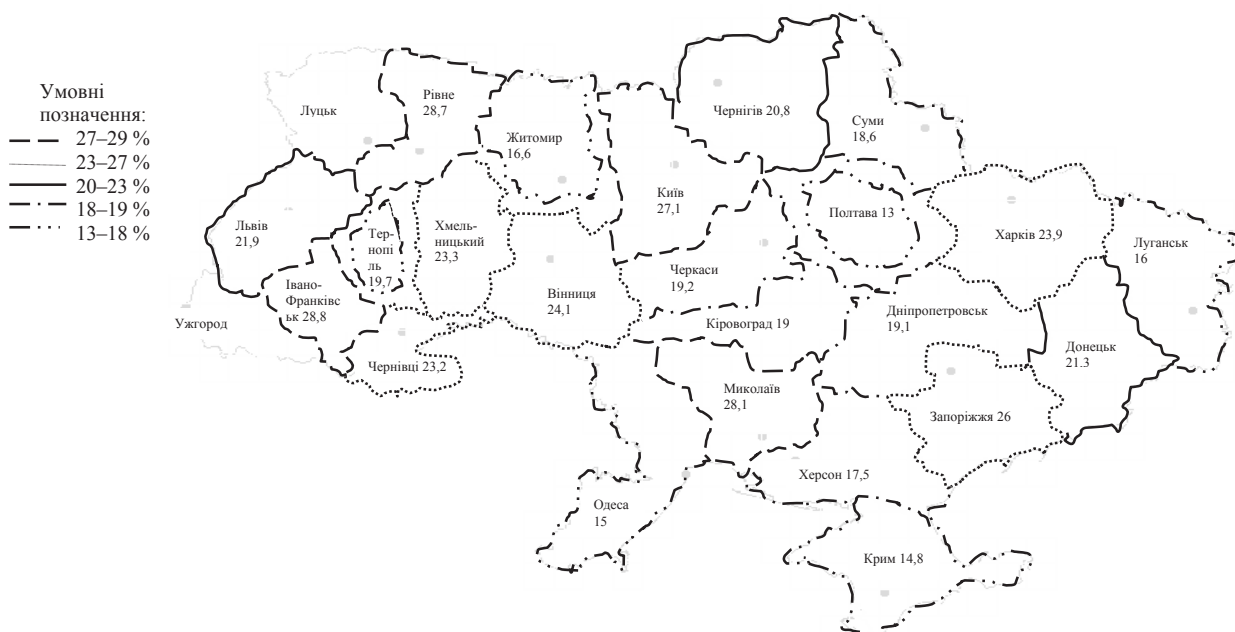 Умовні
позначення:
27–29 %
23–27 %
20–23 %
18–19 %
13–18 %
Луцьк
Рівне
28,7
Житомир
16,6
Чернігів 20,8
Суми
18,6
Київ
27,1
Полтава 13
Харків 23,9
Луганськ
16
Львів
21,9
Тер-
нопіль
іль
19,7
Хмель-
ницький
23,3
Вінниця
24,1
Черкаси
19,2
Івано-
Франківс
ьк 28,8
Ужгород
Чернівці 23,2
Кіровоград 19
Дніпропетровськ
19,1
Донецьк
21.3
Миколаїв
28,1
Запоріжжя 26
Херсон 17,5
Одеса
15
Крим 14,8